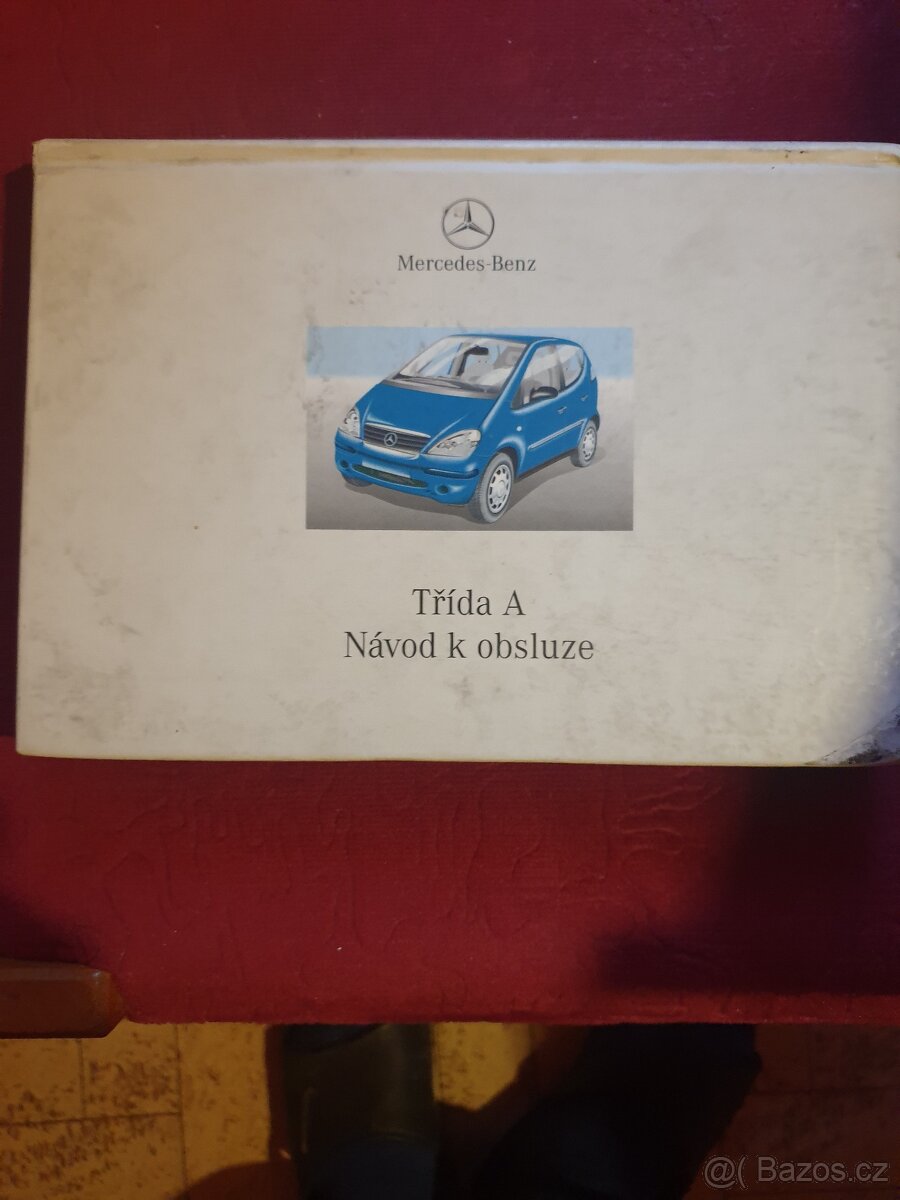 Mercedes-Benz
Třída A
Návod k obsluze
@( Bazos.cz